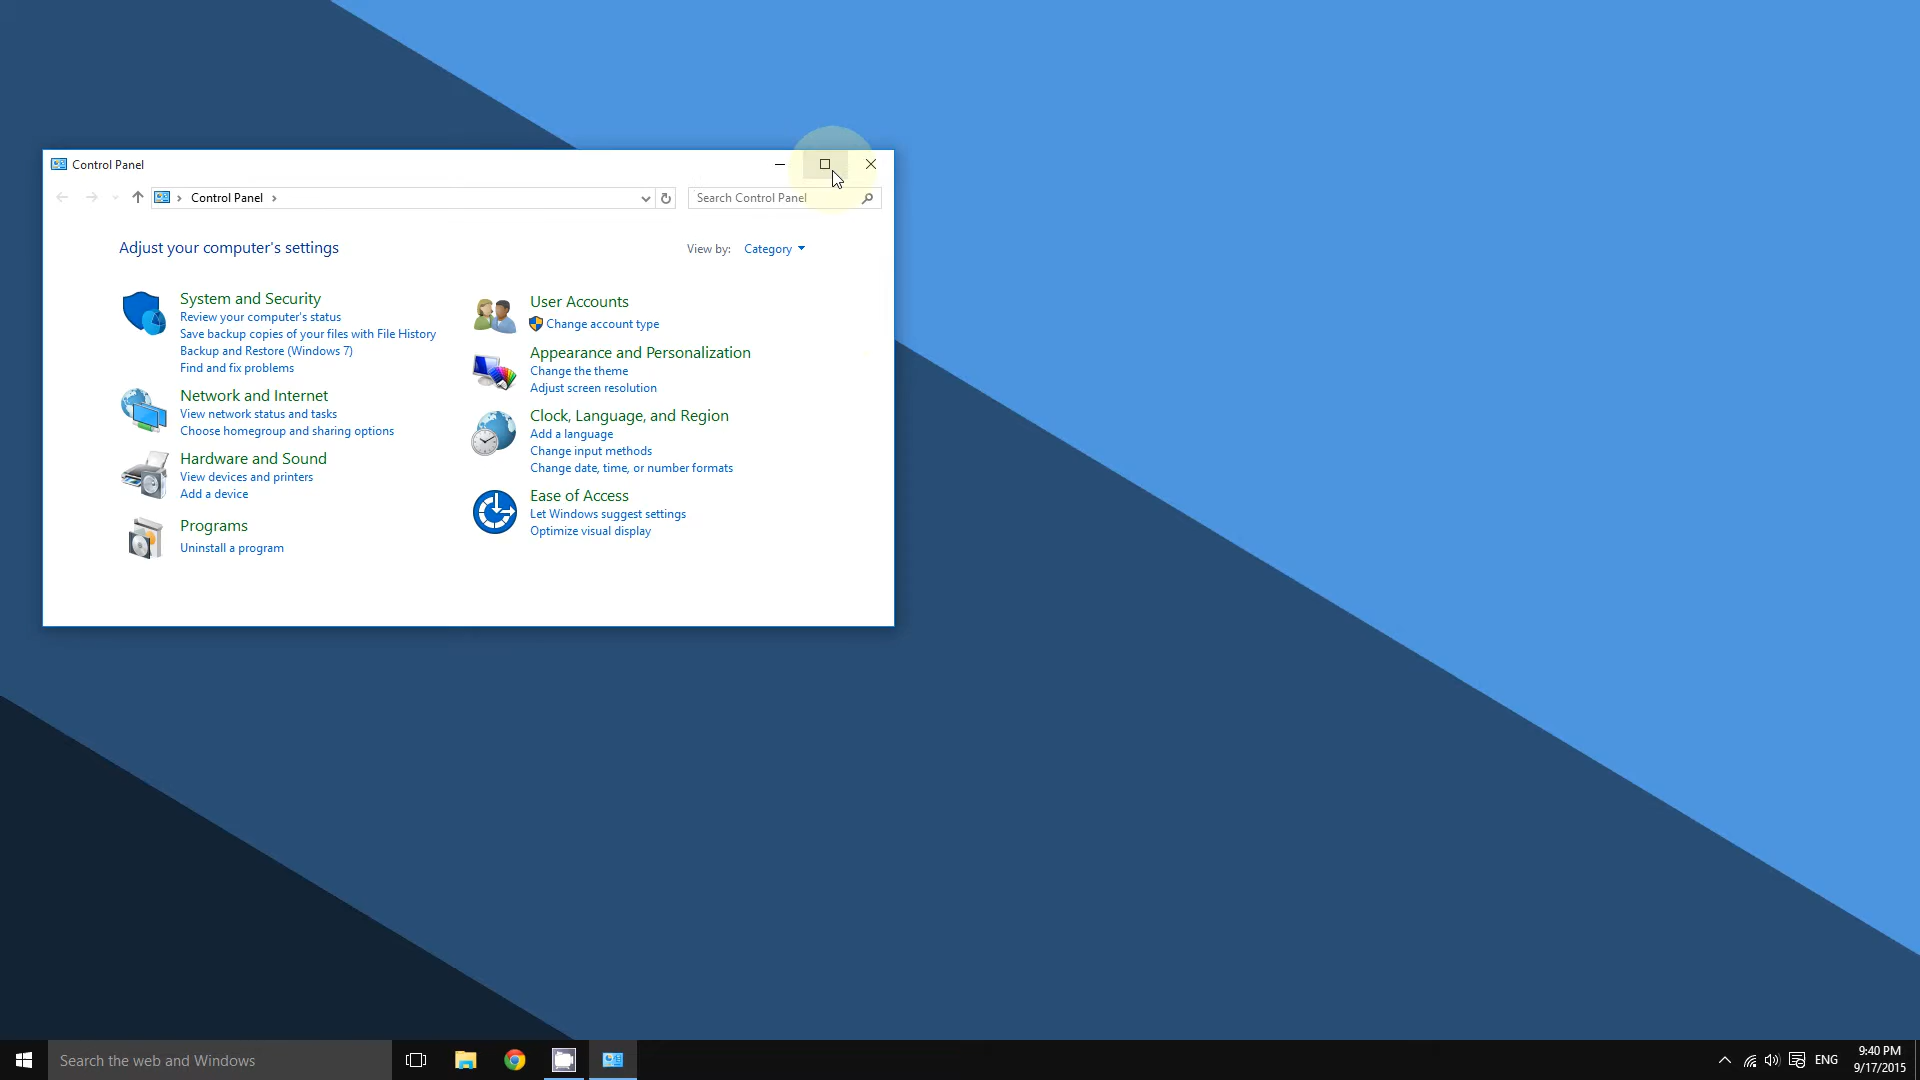 Control Panel
Control Panel
Search Control Panel
Adjust your computer's settings
View by: Category
System and Security
Review your computer's status
Save backup copies of your files with File History
Backup and Restore (Windows 7)
Find and fix problems
Network and Internet
View network status and tasks
Choose homegroup and sharing options
Hardware and Sound
View devices and printers
Add a device
Programs
Uninstall a program
User Accounts
Change account type
Appearance and Personalization
Change the theme
Adjust screen resolution
Clock, Language, and Region
Add a language
Change input methods
Change date, time, or number formats
Ease of Access
Let Windows suggest settings
Optimize visual display
Search the web and Windows
ENG
9:40 PM
9/17/2015